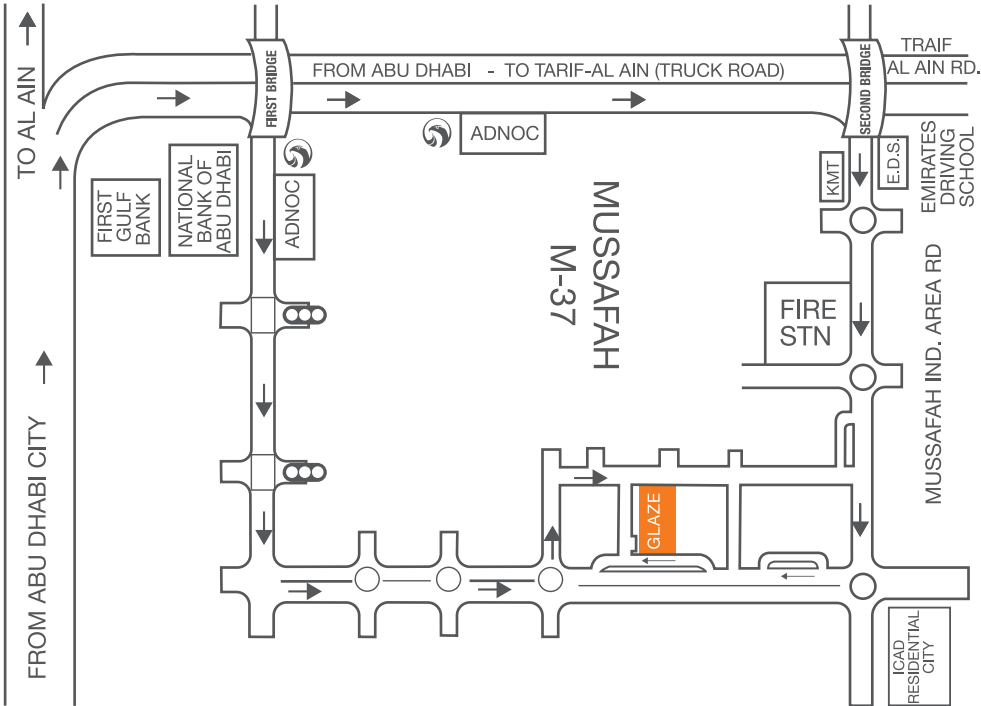 TO AL AIN
FROM ABU DHABI CITY
FIRST BRIDGE
FROM ABU DHABI - TO TARIF-AL AIN (TRUCK ROAD)
SECOND BRIDGE
TRAIF
AL AIN RD.
FIRST
GULF
BANK
NATIONAL
BANK OF
ABU DHABI
ADNOC
ADNOC
KMT
E.D.S.
EMIRATES
DRIVING
SCHOOL
MUSSAFAH
M-37
FIRE
STN
MUSSAFAH IND. AREA RD
GLAZE
ICAD
RESIDENTIAL
CITY